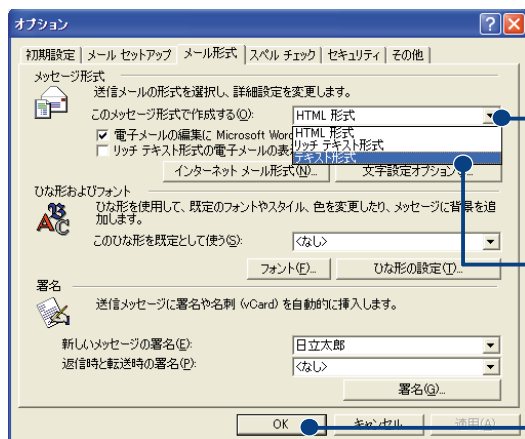 オプション
初期設定 メール セットアップ メール形式 スペル チェック セキュリティ その他
メッセージ形式
送信メールの形式を選択し、詳細設定を変更します。
このメッセージ形式で作成する(O): HTML 形式
電子メールの編集に Microsoft Word
HTML 形式
リッチ テキスト形式の電子メールの表
リッチ テキスト形式
テキスト形式
インターネット メール形式(N)... 文字設定オプション
ひな形およびフォント
ひな形を使用して、既定のフォントやスタイル、色を変更したり、メッセージに背景を追
加します。
このひな形を既定として使う(S): <なし>
フォント(F)... ひな形の設定(T)...
署名
送信メッセージに署名や名刺 (vCard) を自動的に挿入します。
新しいメッセージの署名(E): 日立太郎
返信時と転送時の署名(P): <なし>
署名(G)...
OK キャンセル 適用(A)